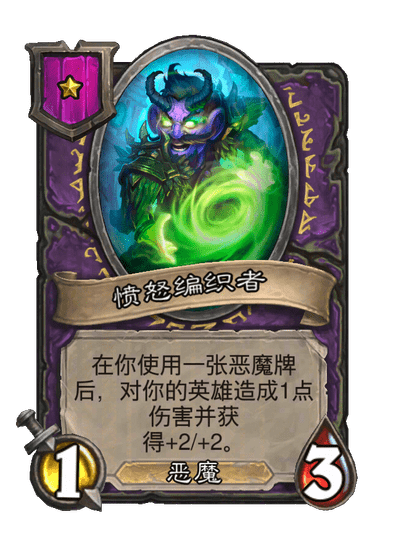 愤怒编织者
在你使用一张恶魔牌
后，对你的英雄造成1点
伤害并获
得+2/+2。
恶魔
1
3